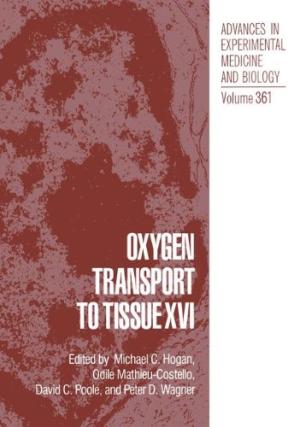 ADVANCES IN
EXPERIMENTAL
MEDICINE
AND BIOLOGY
Volume 361
OXYGEN
TRANSPORT
TO TISSUE XVI
Edited by Michael C. Hogan,
Odile Mathieu-Costello,
David C. Poole, and Peter D. Wagner